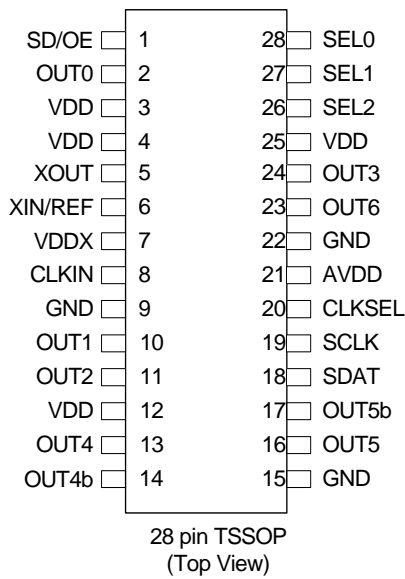 SD/OE 1 28 SEL0
OUT0 2 27 SEL1
VDD 3 26 SEL2
VDD 4 25 VDD
XOUT 5 24 OUT3
XIN/REF 6 23 OUT6
VDDX 7 22 GND
CLKIN 8 21 AVDD
GND 9 20 CLKSEL
OUT1 10 19 SCLK
OUT2 11 18 SDAT
VDD 12 17 OUT5b
OUT4 13 16 OUT5
OUT4b 14 15 GND
28 pin TSSOP
(Top View)